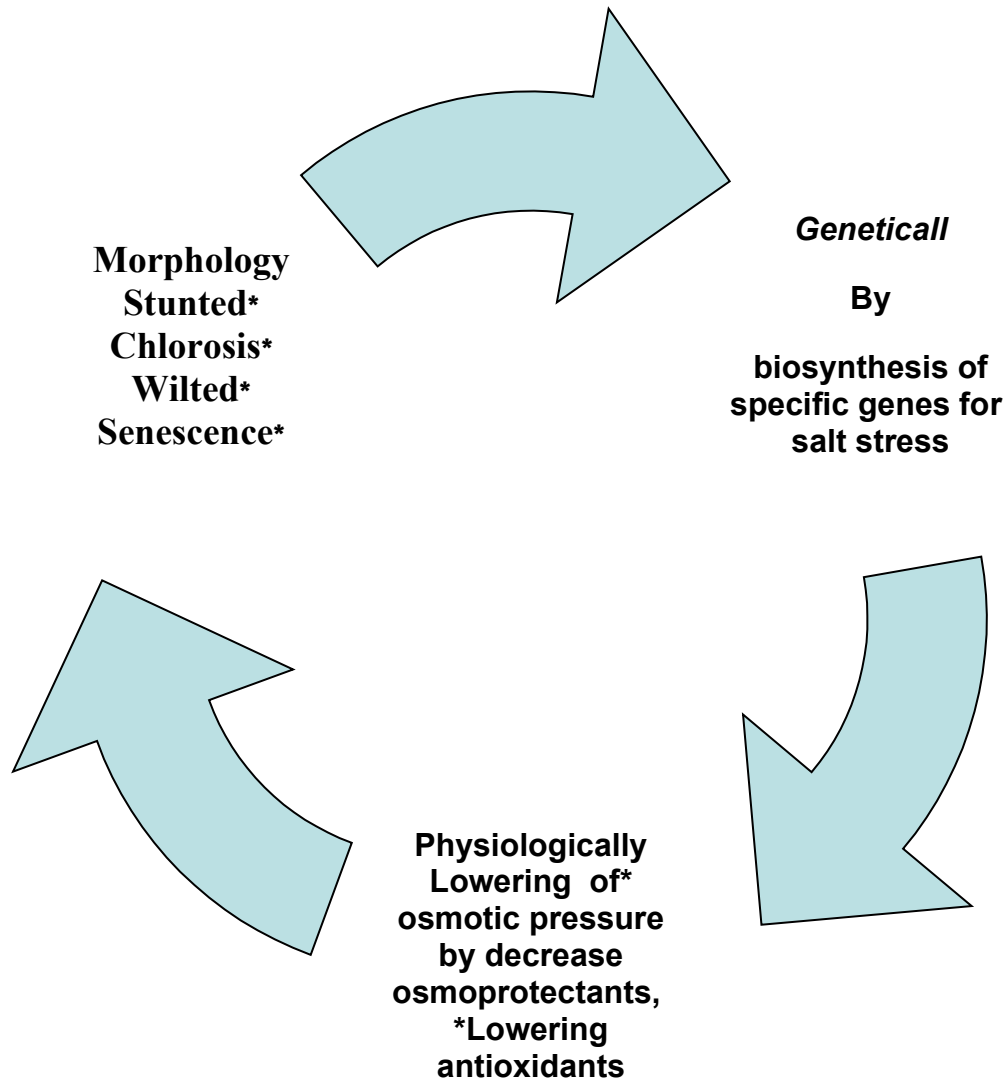 Morphology
Stunted*
Chlorosis*
Wilted*
Senescence*
Geneticall
By
biosynthesis of
specific genes for
salt stress
Physiologically
Lowering of*
osmotic pressure
by decrease
osmoprotectants,
*Lowering
antioxidants